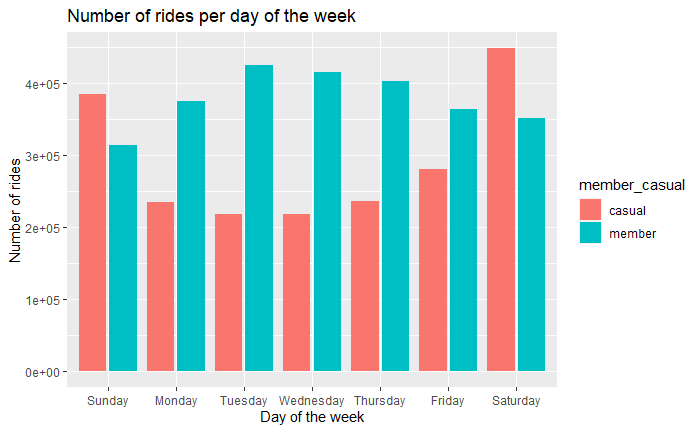 Number of rides per day of the week
Number of rides
4e+05
3e+05
2e+05
1e+05
0e+00
Sunday Monday Tuesday Wednesday Thursday Friday Saturday
Day of the week
member_casual
casual
member